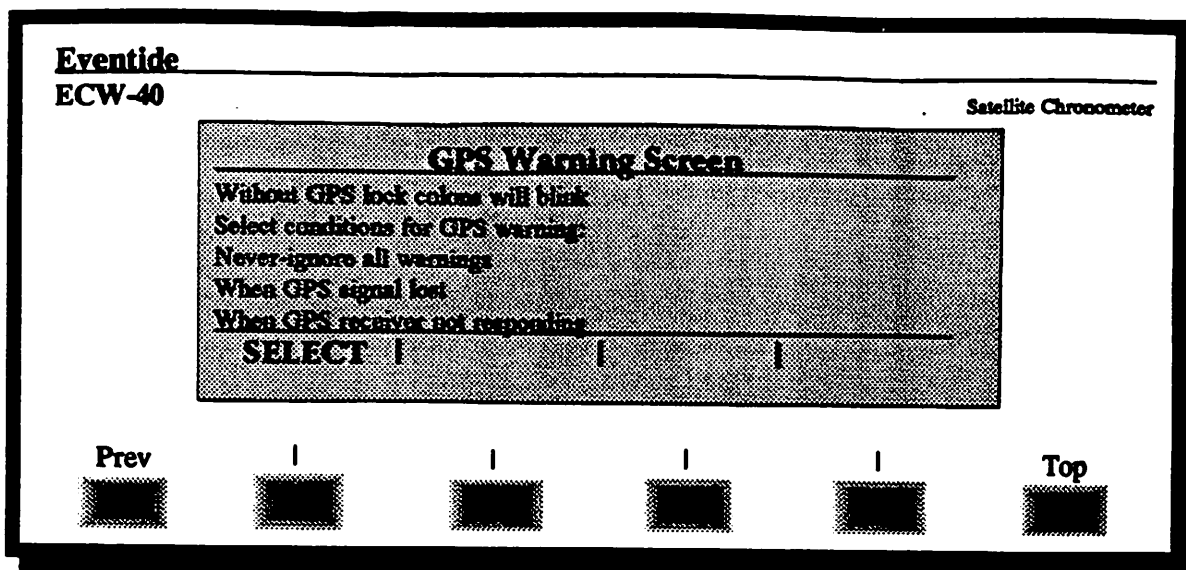 Eventide
ECW-40
Satellite Chronometer
GPS Warning Screen
Without GPS lock colons will blink
Select conditions for GPS warning:
Never-ignore all warnings
When GPS signal lost
When GPS receiver not responding
SELECT | | |
Prev | | | | Top